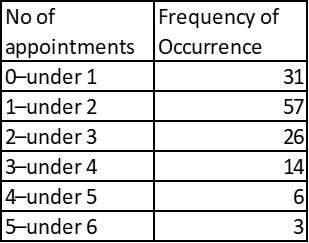 No of appointments Frequency of Occurrence
0–under 1 31
1–under 2 57
2–under 3 26
3–under 4 14
4–under 5 6
5–under 6 3